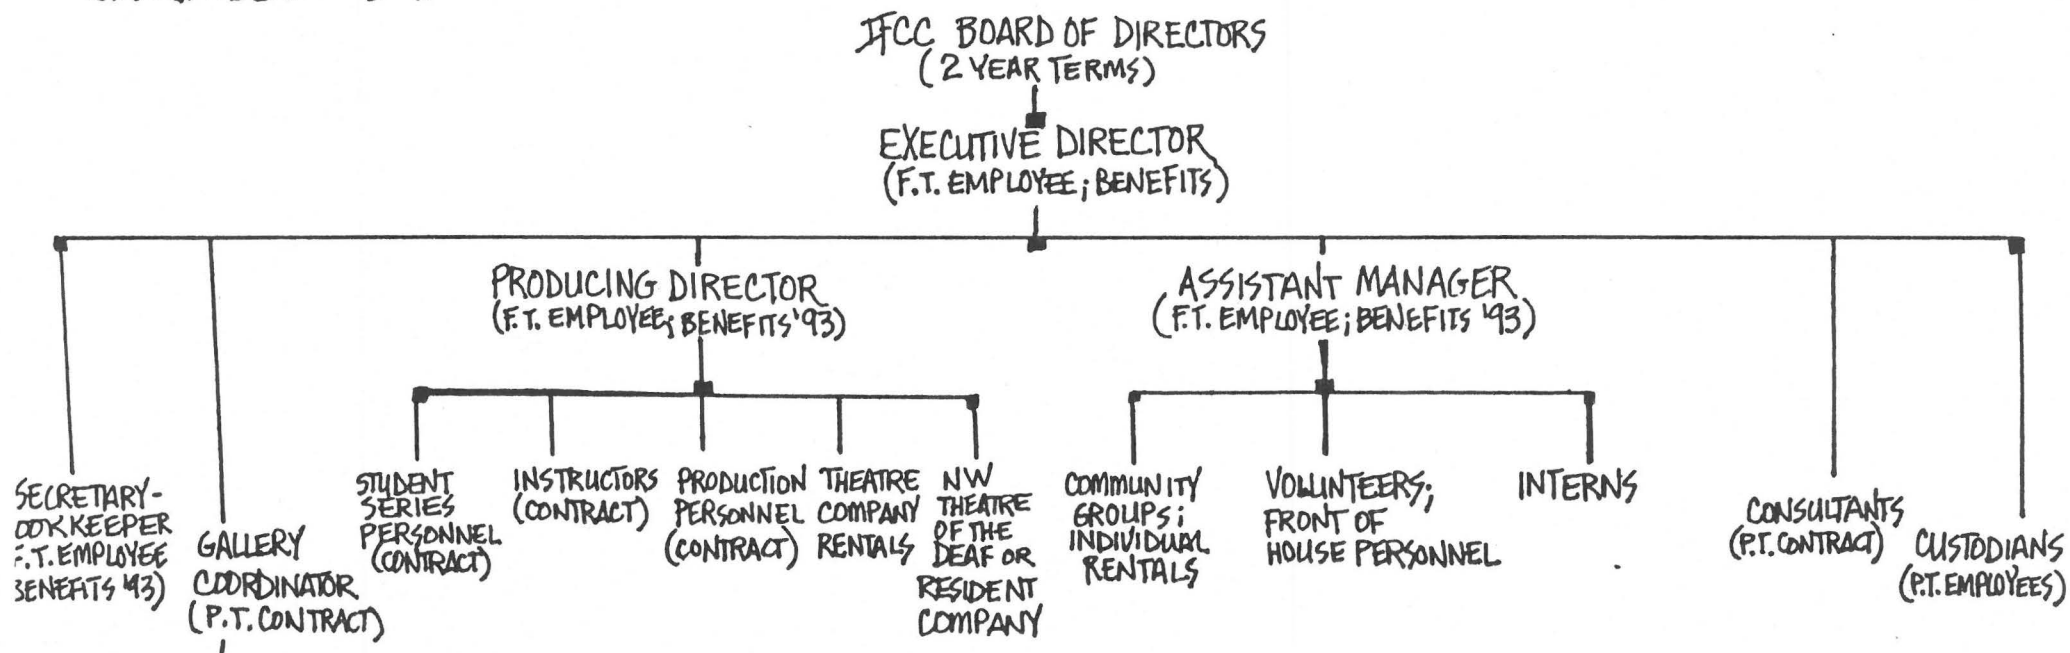 IFCC BOARD OF DIRECTORS
(2 YEAR TERMS)
EXECUTIVE DIRECTOR
(F.T. EMPLOYEE; BENEFITS)
PRODUCING DIRECTOR
(F.T. EMPLOYEE; BENEFITS '93)
ASSISTANT MANAGER
(F.T. EMPLOYEE; BENEFITS '93)
SECRETARY-
OOKKEEPER
F.T. EMPLOYEE
BENEFITS '93)
GALLERY
COORDINATOR
(P.T. CONTRACT)
STUDENT
SERIES
PERSONNEL
(CONTRACT)
INSTRUCTORS
(CONTRACT)
PRODUCTION
PERSONNEL
(CONTRACT)
THEATRE
COMPANY
RENTALS
NW
THEATRE
OF THE
DEAF OR
RESIDENT
COMPANY
COMMUNITY
GROUPS;
INDIVIDUAL
RENTALS
VOLUNTEERS;
FRONT OF
HOUSE PERSONNEL
INTERNS
CONSULTANTS
(P.T. CONTRACT)
CUSTODIANS
(P.T. EMPLOYEES)